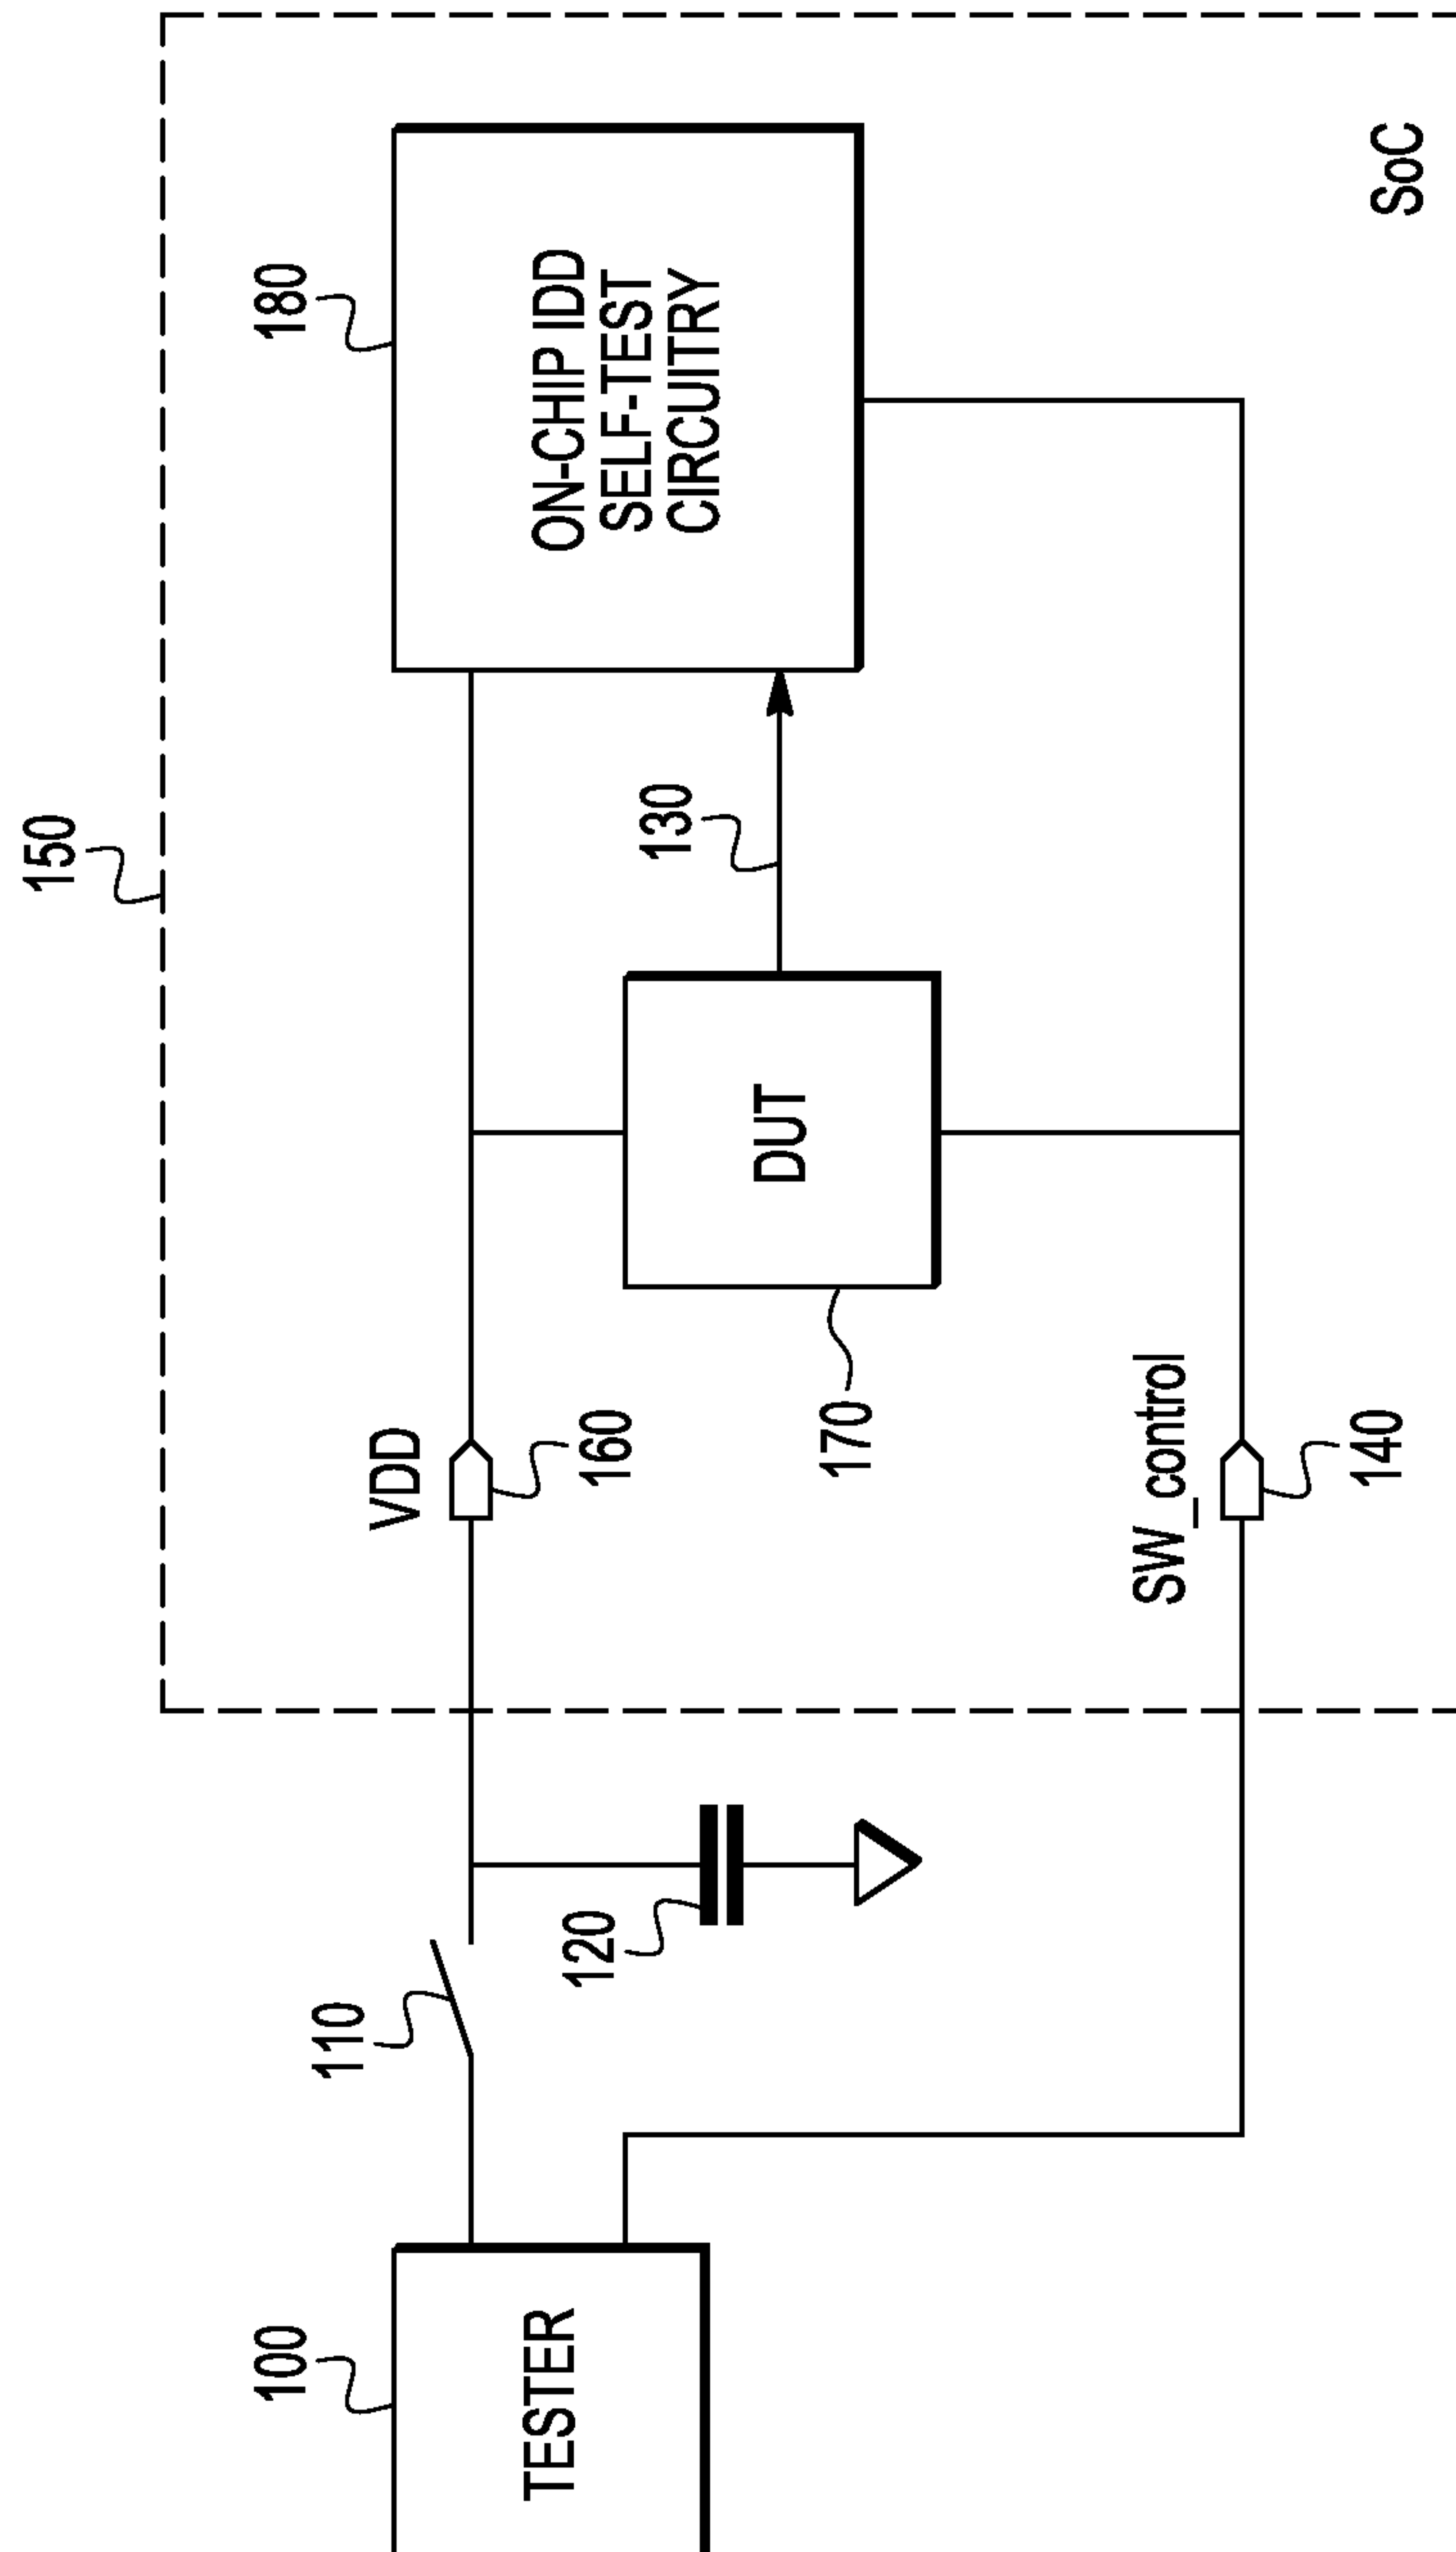 150
180
ON-CHIP IDD
SELF-TEST
CIRCUITRY
130
DUT
170
VDD
160
SW_control
140
SoC
110
120
100
TESTER